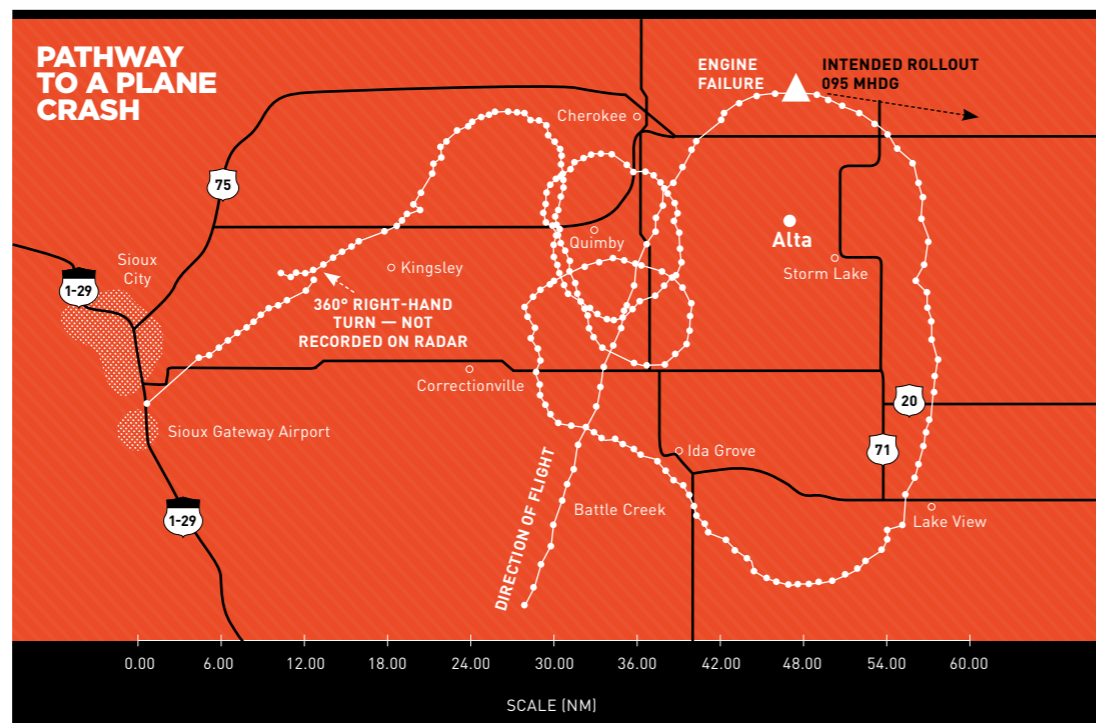 PATHWAY
TO A PLANE
CRASH
ENGINE
FAILURE
INTENDED ROLLOUT
095 MHDG
Cherokee
75
Sioux
City
1-29
Quimby
Alta
Kingsley
Storm Lake
360° RIGHT-HAND
TURN — NOT
RECORDED ON RADAR
Correctionville
20
Sioux Gateway Airport
71
Ida Grove
DIRECTION OF FLIGHT
Battle Creek
1-29
Lake View
0.00 6.00 12.00 18.00 24.00 30.00 36.00 42.00 48.00 54.00 60.00
SCALE (NM)